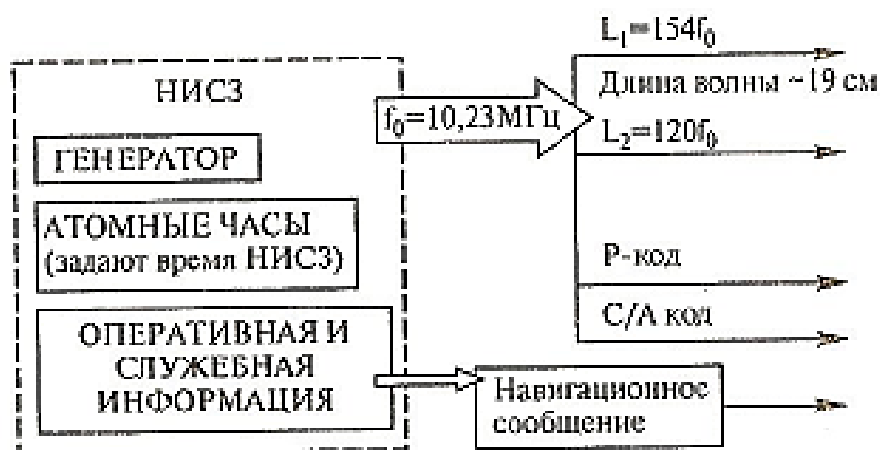 НИСЗ
ГЕНЕРАТОР
АТОМНЫЕ ЧАСЫ
(задают время НИСЗ)
ОПЕРАТИВНАЯ И
СЛУЖЕБНАЯ
ИНФОРМАЦИЯ
f₀=10,23МГц
L₁=154f₀
Длина волны ~19 см
L₂=120f₀
P-код
C/A код
Навигационное
сообщение